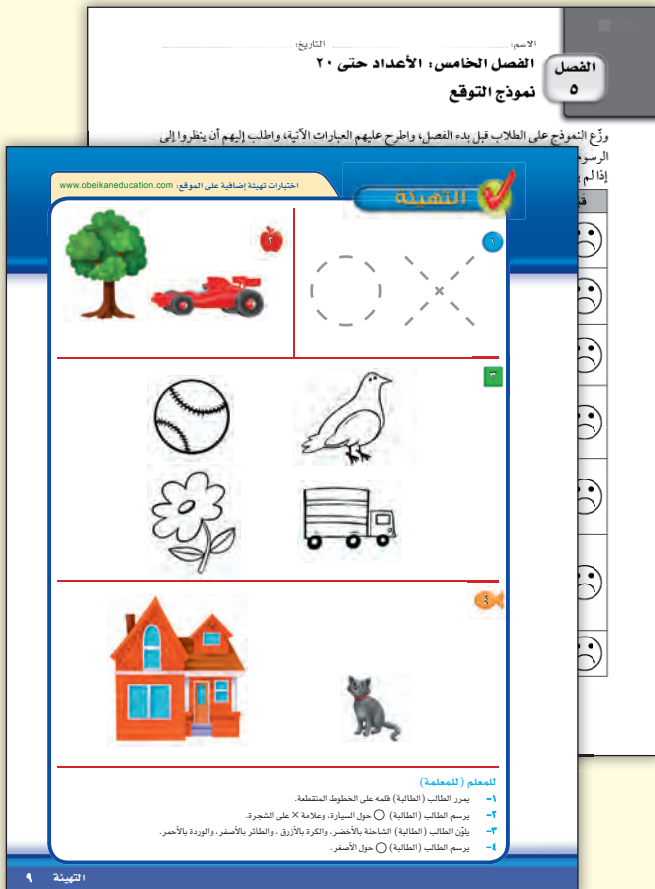 الاسم: التاريخ:
الفصل ٥
الفصل الخامس: الأعداد حتى ٢٠
نموذج التوقع
وزّع النموذج على الطلاب قبل بدء الفصل، واطرح عليهم العبارات الآتية، واطلب إليهم أن ينظروا إلى
الرسوم
إذا لم
التهيئة
اختبارات تهيئة إضافية على الموقع: www.obeikaneducation.com
١
٢
٣
٤
للمعلم (للمعلمة)
١- يمرر الطالب (الطالبة) قلمه على الخطوط المتقطعة.
٢- يرسم الطالب (الطالبة) ◯ حول السيارة، وعلامة × على الشجرة.
٣- يلوّن الطالب (الطالبة) الشاحنة بالأخضر، والكرة بالأزرق، والطائر بالأصفر، والوردة بالأحمر.
٤- يرسم الطالب (الطالبة) ◯ حول الأصغر.
التهيئة ٩